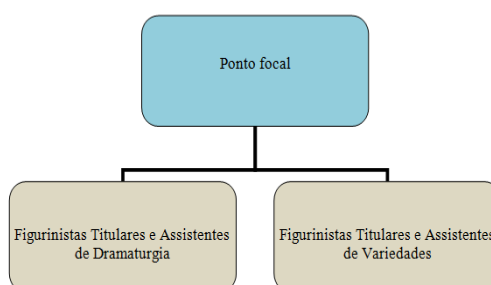 Ponto focal
Figurinistas Titulares e Assistentes
de Dramaturgia
Figurinistas Titulares e Assistentes
de Variedades